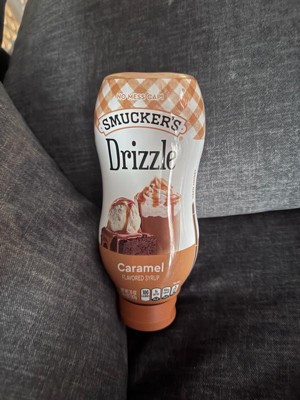 NO MESS CAP!
SMUCKER'S
Drizzle
Caramel
FLAVORED SYRUP